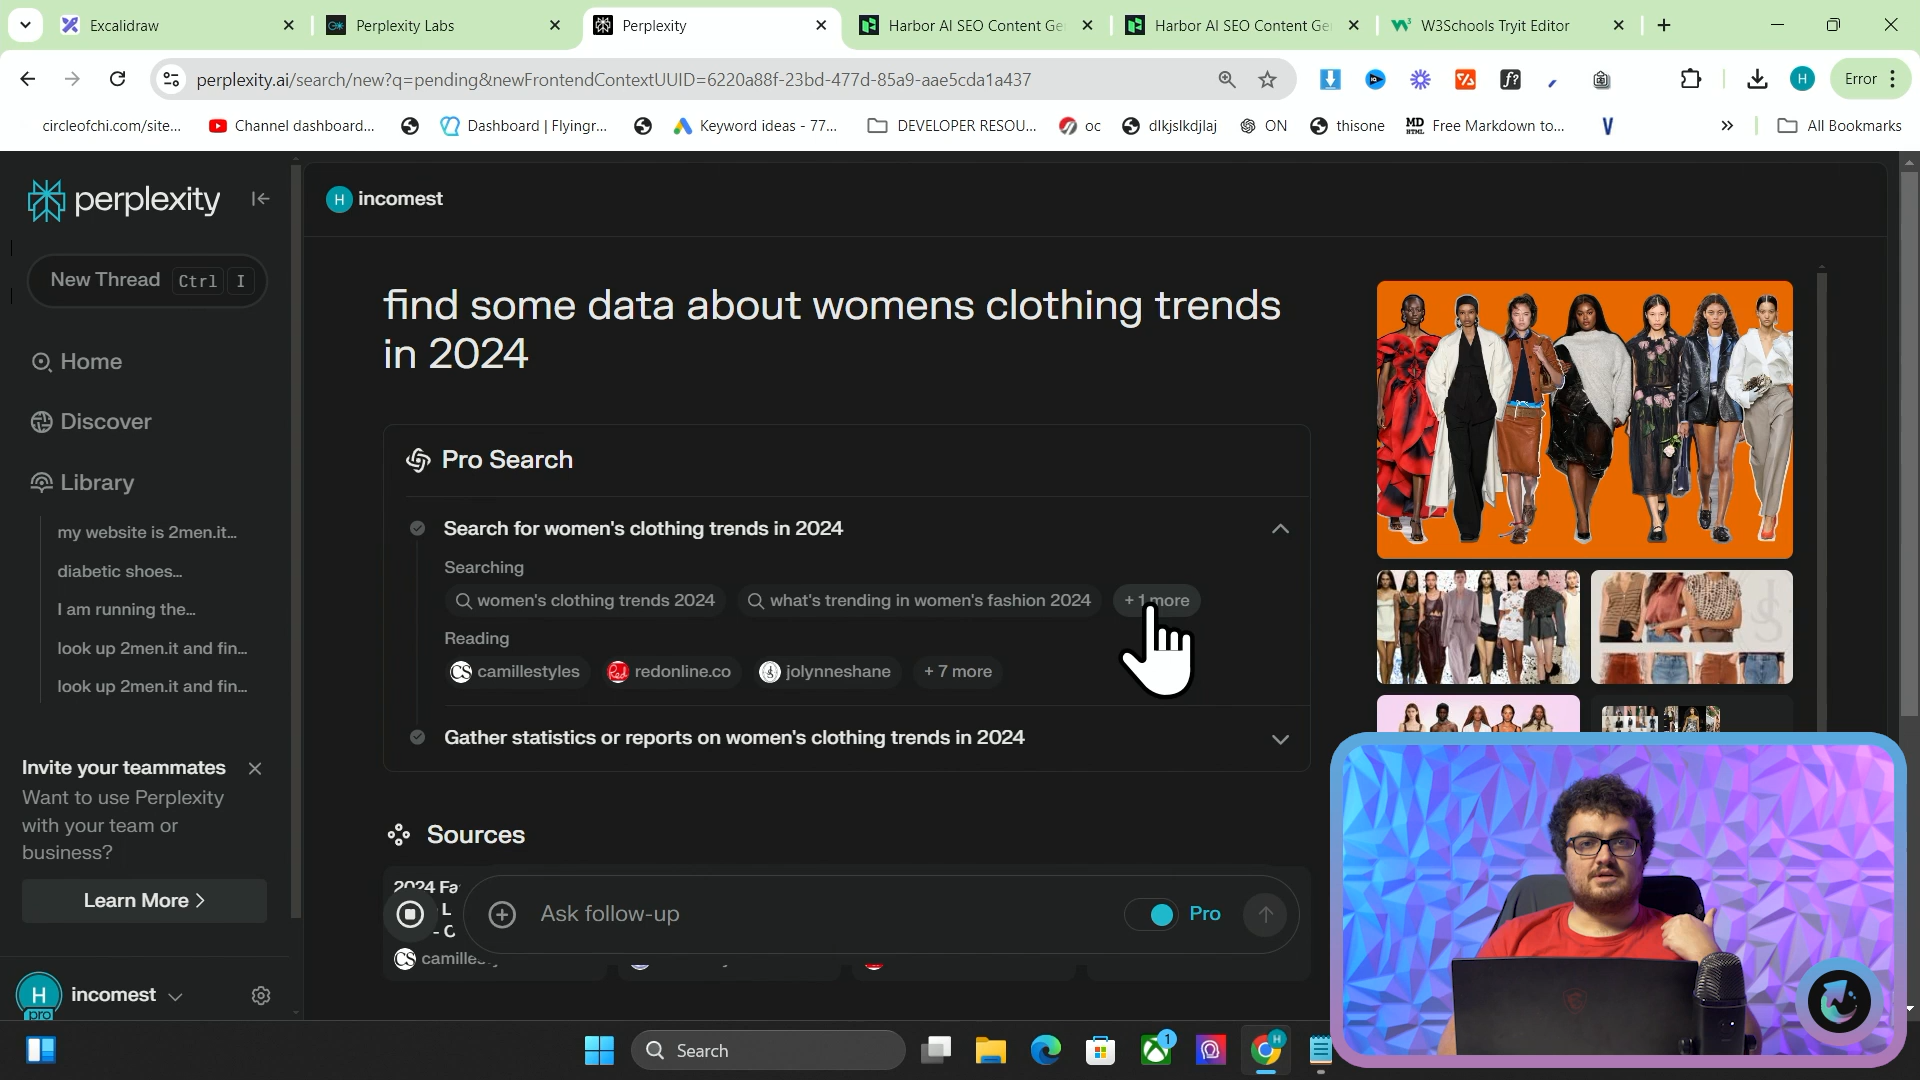 Excalidraw
Perplexity Labs
Perplexity
Harbor AI SEO Content Ge
Harbor AI SEO Content Ge
W3Schools Tryit Editor
perplexity.ai/search/new?q=pending&newFrontendContextUUID=6220a88f-23bd-477d-85a9-aae5cda1a437
H
Error
circleofchi.com/site...
Channel dashboard...
Dashboard | Flyingr...
Keyword ideas - 77...
DEVELOPER RESOU...
oc
dlkjslkdjlaj
ON
thisone
Free Markdown to...
All Bookmarks
perplexity
H incomest
New Thread Ctrl I
Home
Discover
Library
my website is 2men.it...
diabetic shoes...
I am running the...
look up 2men.it and fin...
look up 2men.it and fin...
Invite your teammates
Want to use Perplexity
with your team or
business?
Learn More
H
pro
incomest
find some data about womens clothing trends
in 2024
Pro Search
Search for women's clothing trends in 2024
Searching
women's clothing trends 2024
what's trending in women's fashion 2024
+ 1 more
Reading
CS camillestyles
Red redonline.co
jolynneshane
+ 7 more
Gather statistics or reports on women's clothing trends in 2024
Sources
2024 Fa
Ask follow-up
Pro
CS
Search
1
H